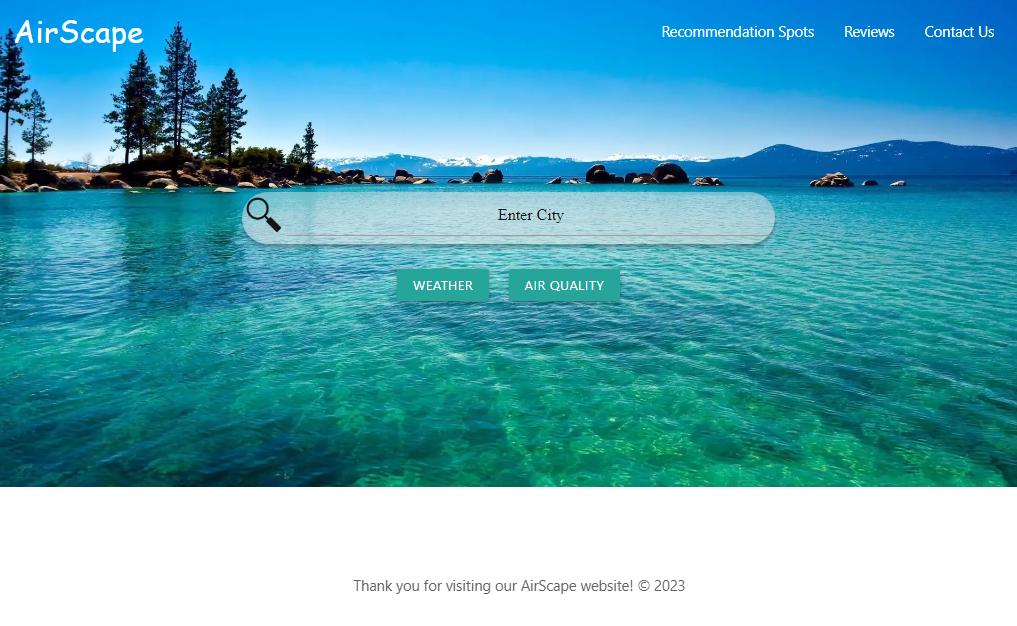 AirScape
Recommendation Spots Reviews Contact Us
Enter City
WEATHER AIR QUALITY
Thank you for visiting our AirScape website! © 2023